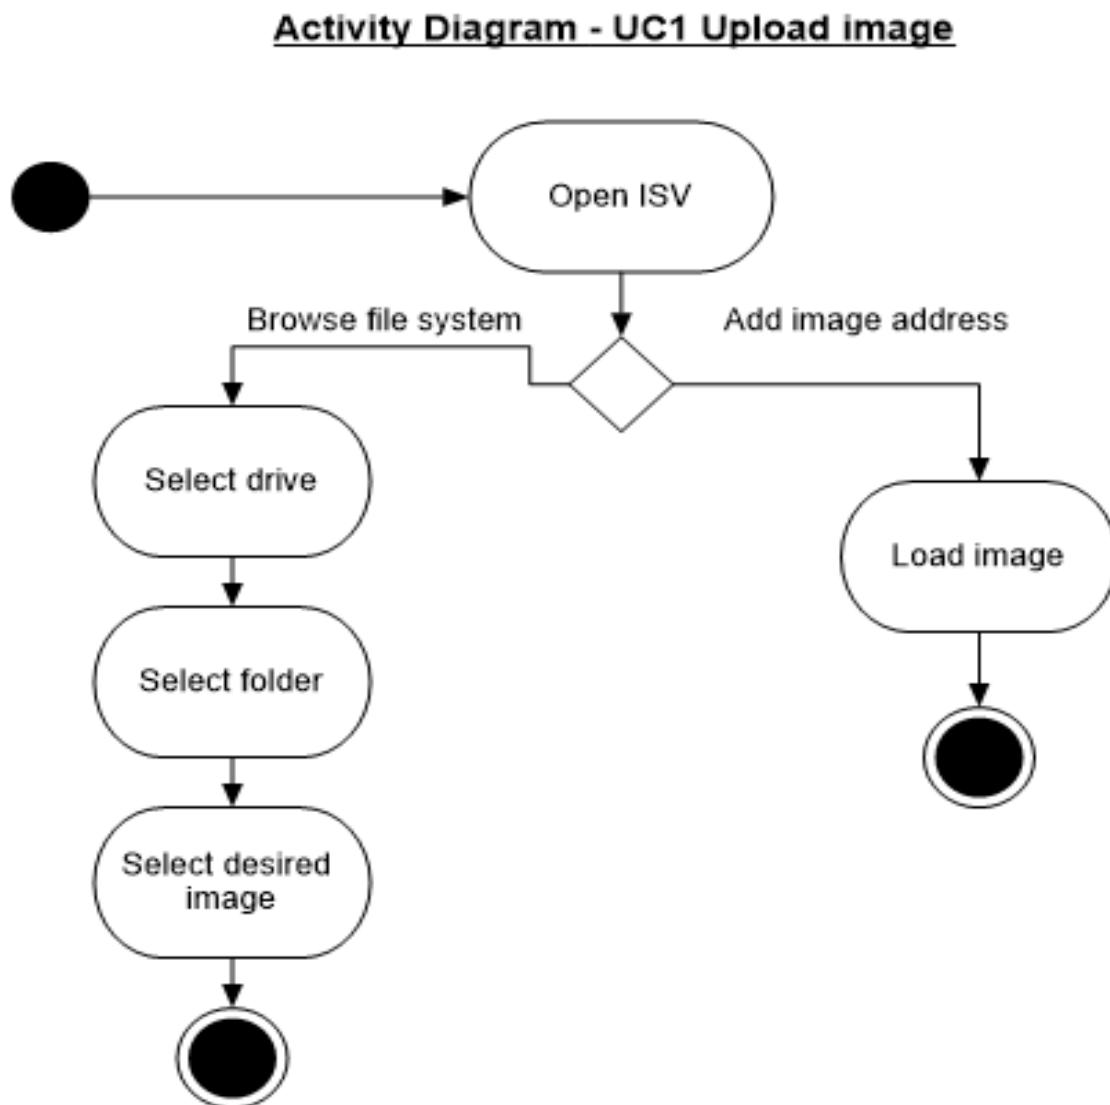 Activity Diagram - UC1 Upload image
Open ISV
Browse file system
Add image address
Select drive
Load image
Select folder
Select desired
image